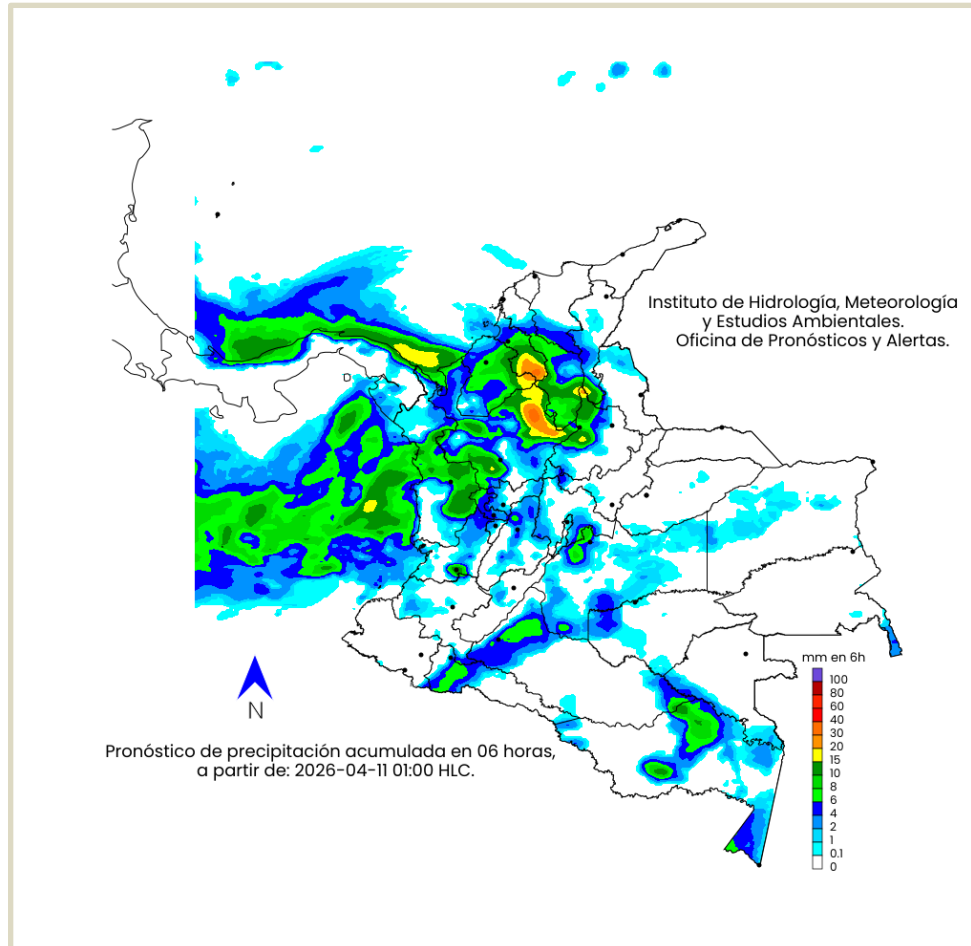 Instituto de Hidrología, Meteorología
y Estudios Ambientales.
Oficina de Pronósticos y Alertas.
mm en 6h
100
80
60
40
30
20
15
10
8
6
4
2
1
0.1
0
N
Pronóstico de precipitación acumulada en 06 horas,
a partir de: 2026-04-11 01:00 HLC.